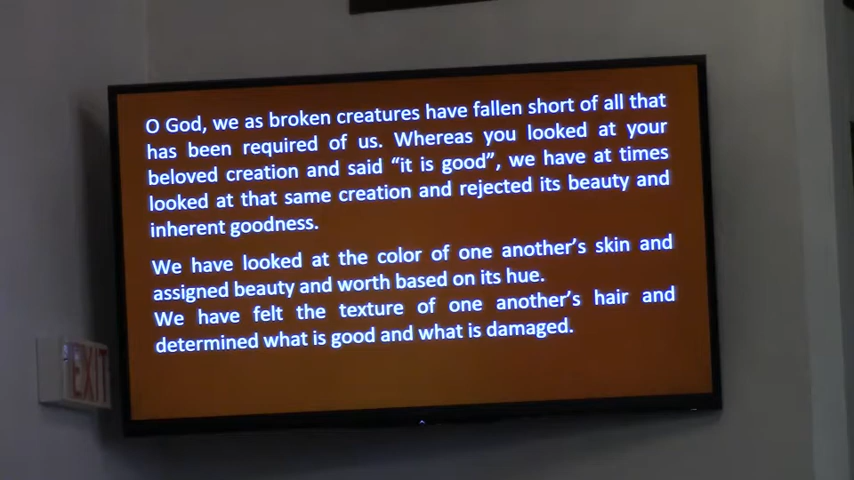 O God, we as broken creatures have fallen short of all that
has been required of us. Whereas you looked at your
beloved creation and said “it is good”, we have at times
looked at that same creation and rejected its beauty and
inherent goodness.
We have looked at the color of one another’s skin and
assigned beauty and worth based on its hue.
We have felt the texture of one another’s hair and
determined what is good and what is damaged.
EXIT